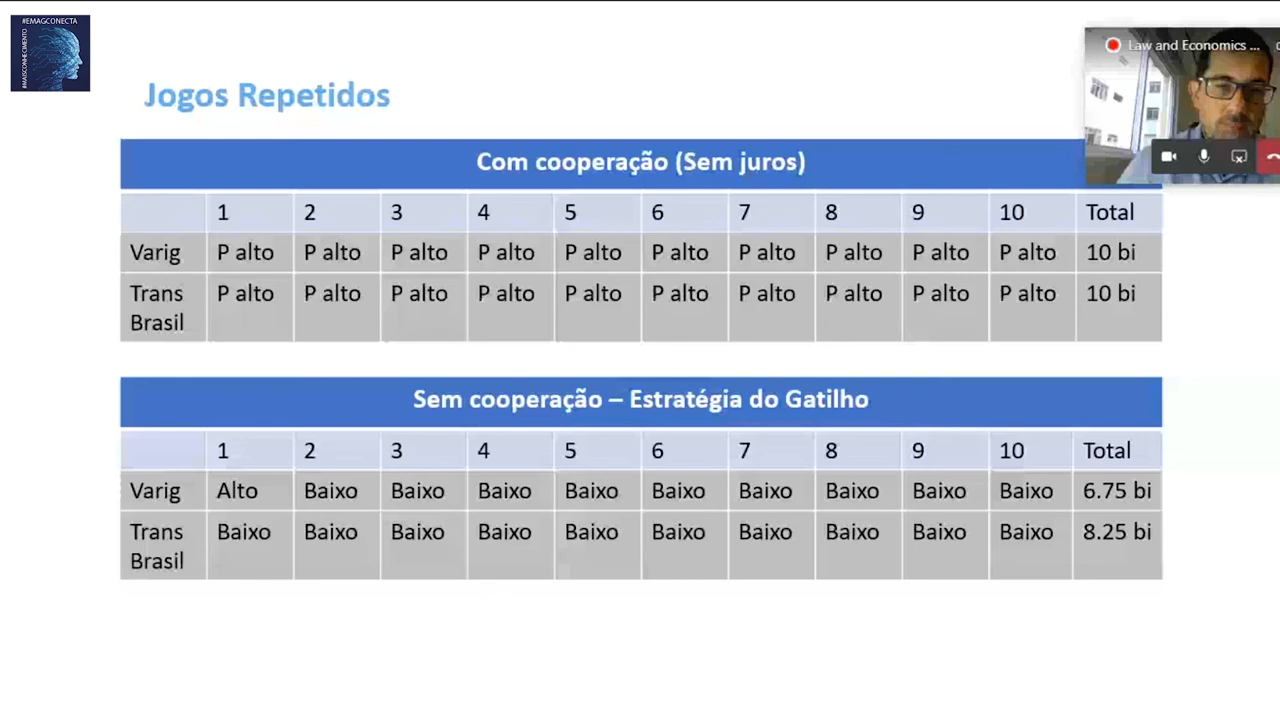 #EMAGCONECTA
#MAISCONHECIMENTO
Law and Economics ...
Jogos Repetidos
Com cooperação (Sem juros)
1 2 3 4 5 6 7 8 9 10 Total
Varig P alto P alto P alto P alto P alto P alto P alto P alto P alto P alto 10 bi
Trans P alto P alto P alto P alto P alto P alto P alto P alto P alto P alto 10 bi
Brasil
Sem cooperação – Estratégia do Gatilho
1 2 3 4 5 6 7 8 9 10 Total
Varig Alto Baixo Baixo Baixo Baixo Baixo Baixo Baixo Baixo Baixo 6.75 bi
Trans Baixo Baixo Baixo Baixo Baixo Baixo Baixo Baixo Baixo Baixo 8.25 bi
Brasil